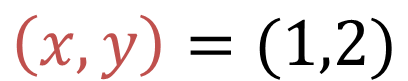 (x, y) = (1,2)